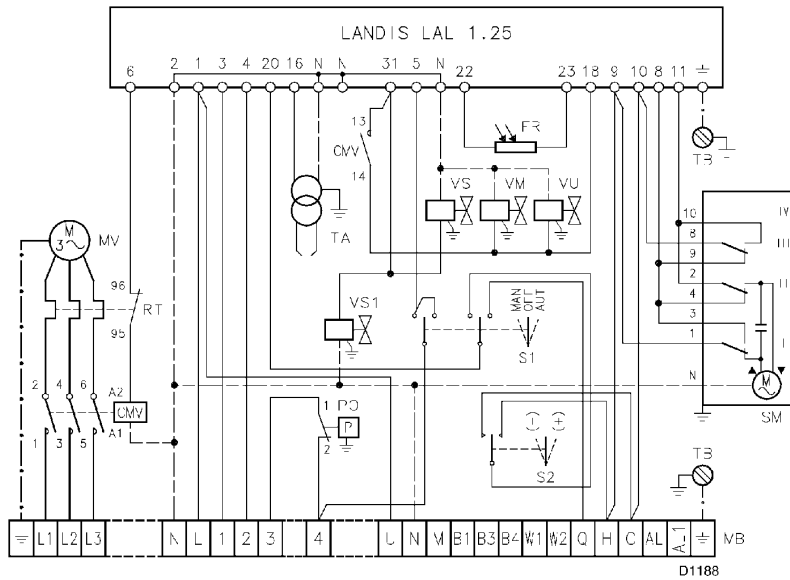 LANDIS LAL 1.25
6 2 1 3 4 20 16 N N 31 5 N 22 23 18 9 10 8 11
13
CMV
14
FR
TB
VS VM VU
TA
10 IV
8 III
9
2 II
4
3
1 I
N
M
SM
M
3
MV
96
RT
95
VS1
MAN
OFF
AUT
S1
2 4 6 A2
CMV
1 3 5 A1
1 PO
P
2
S2
TB
L1 L2 L3 N L 1 2 3 4 U N M B1 B3 B4 W1 W2 Q H C AL MB
D1188